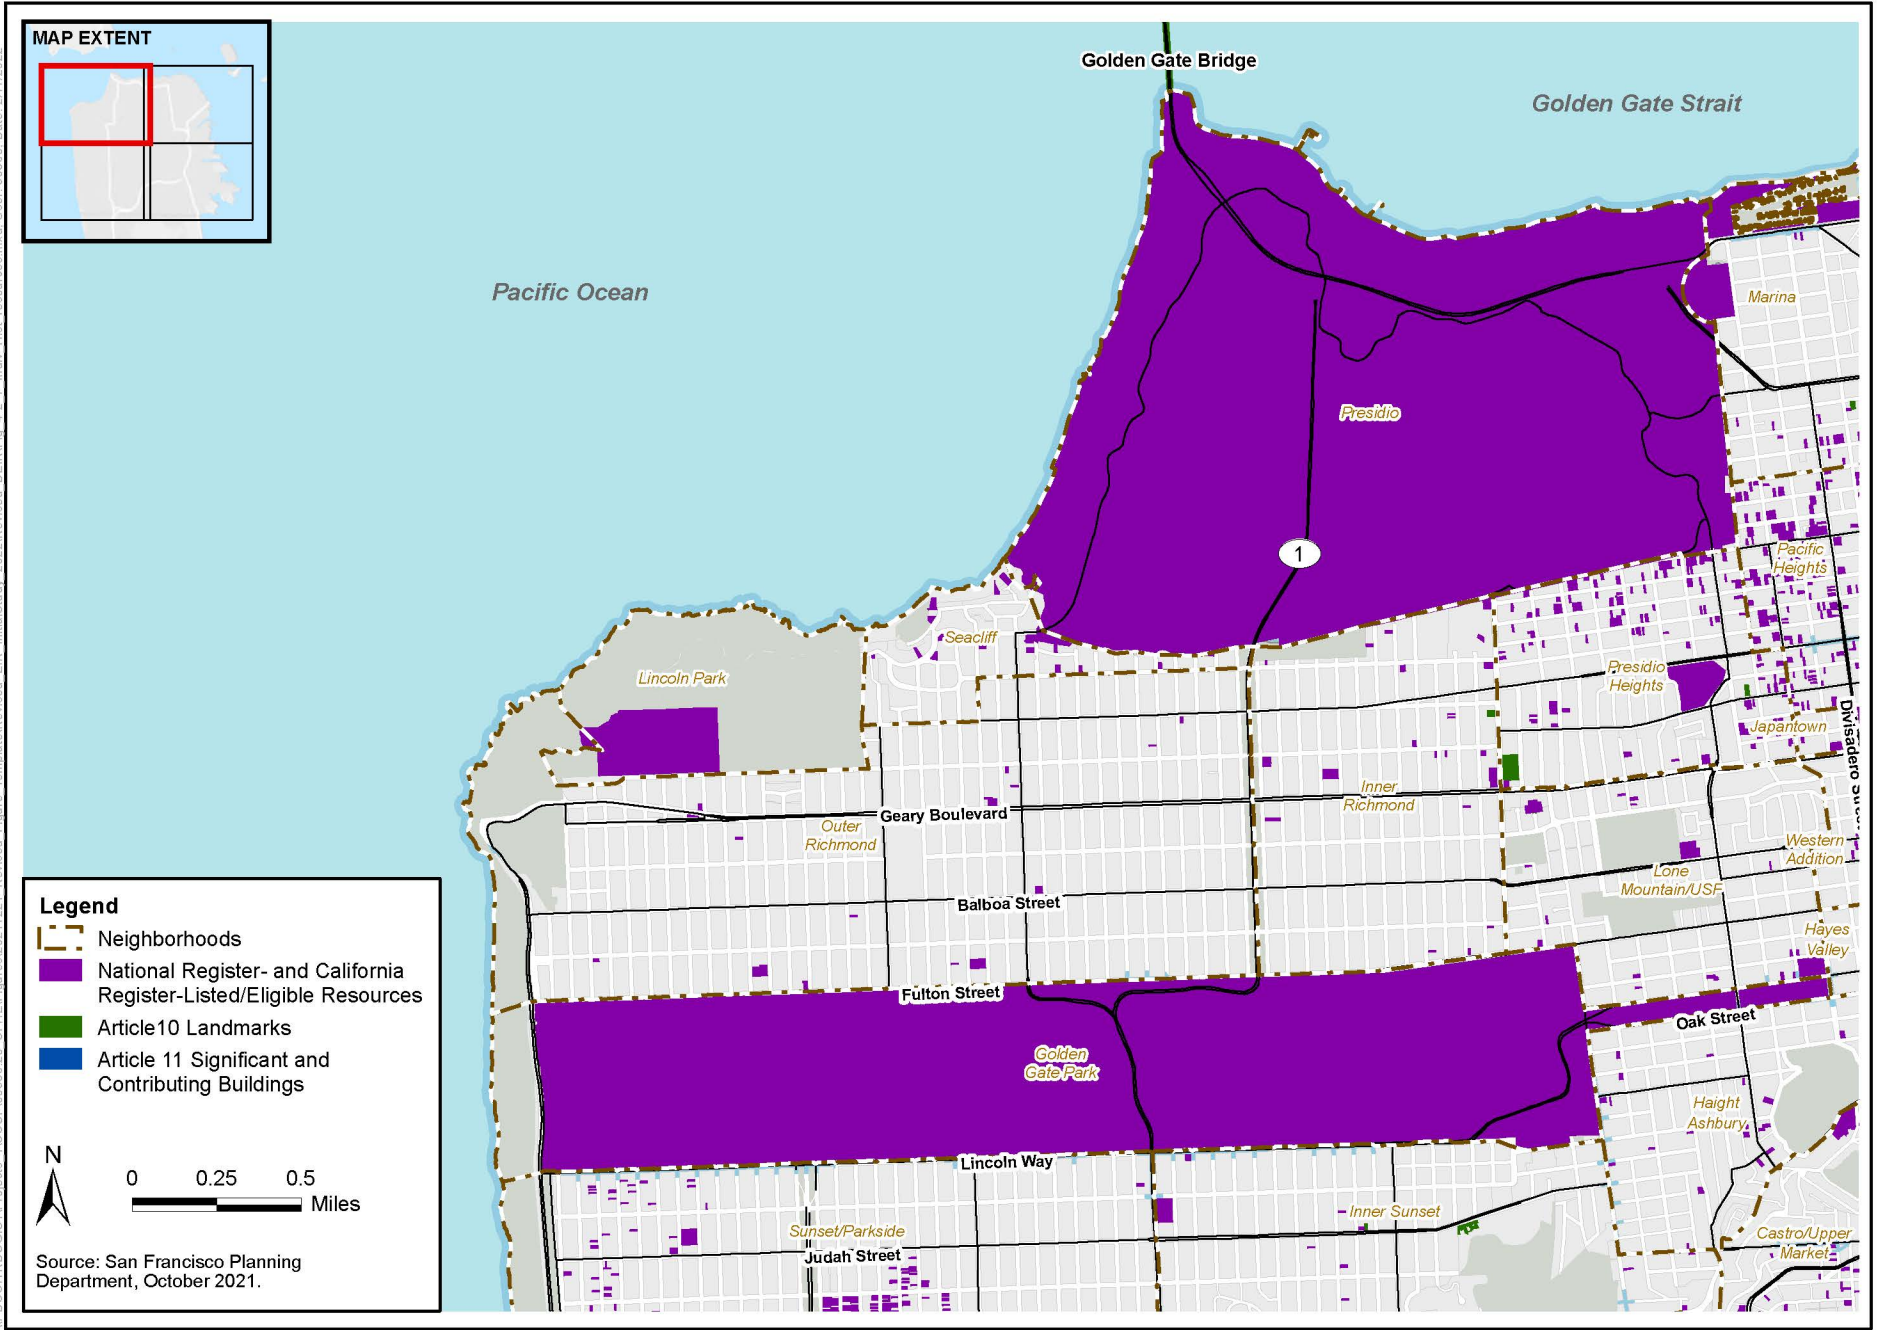 MAP EXTENT
Golden Gate Bridge
Golden Gate Strait
Pacific Ocean
Marina
Presidio
1
Pacific
Heights
Seacliff
Lincoln Park
Presidio
Heights
Japantown
Divisadero
Inner
Richmond
Geary Boulevard
Outer
Richmond
Western
Addition
Lone
Mountain/USF
Balboa Street
Hayes
Valley
Fulton Street
Oak Street
Golden
Gate Park
Haight
Ashbury
Lincoln Way
Inner Sunset
Sunset/Parkside
Judah Street
Castro/Upper
Market
Legend
Neighborhoods
National Register- and California
Register-Listed/Eligible Resources
Article10 Landmarks
Article 11 Significant and
Contributing Buildings
N
0 0.25 0.5
Miles
Source: San Francisco Planning
Department, October 2021.